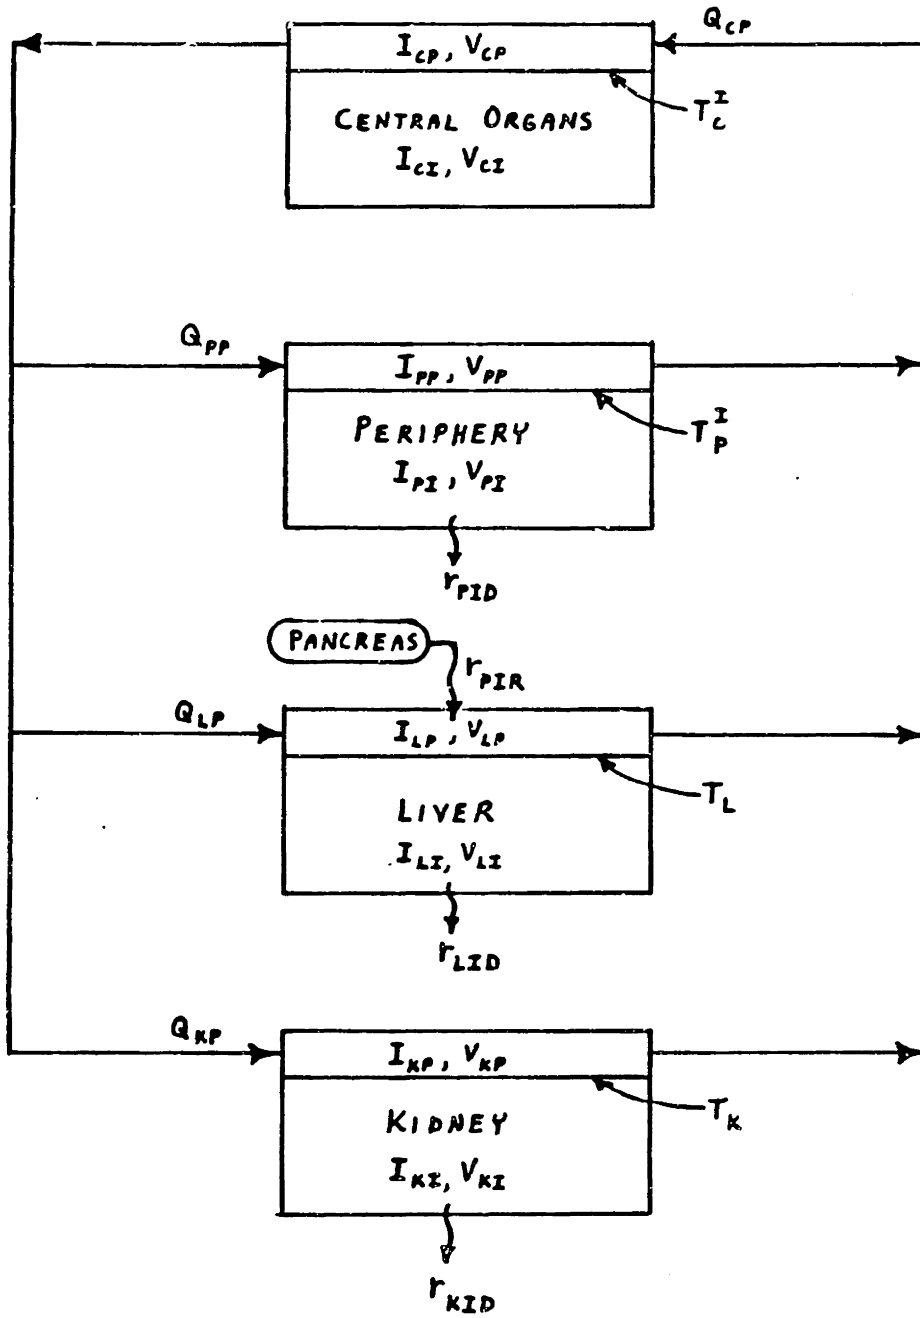 Q_CP
I_CP, V_CP
T_C^I
CENTRAL ORGANS
I_CI, V_CI
Q_PP
I_PP, V_PP
T_P^I
PERIPHERY
I_PI, V_PI
r_PID
PANCREAS
r_PIR
Q_LP
I_LP, V_LP
T_L
LIVER
I_LI, V_LI
r_LID
Q_KP
I_KP, V_KP
T_K
KIDNEY
I_KI, V_KI
r_KID